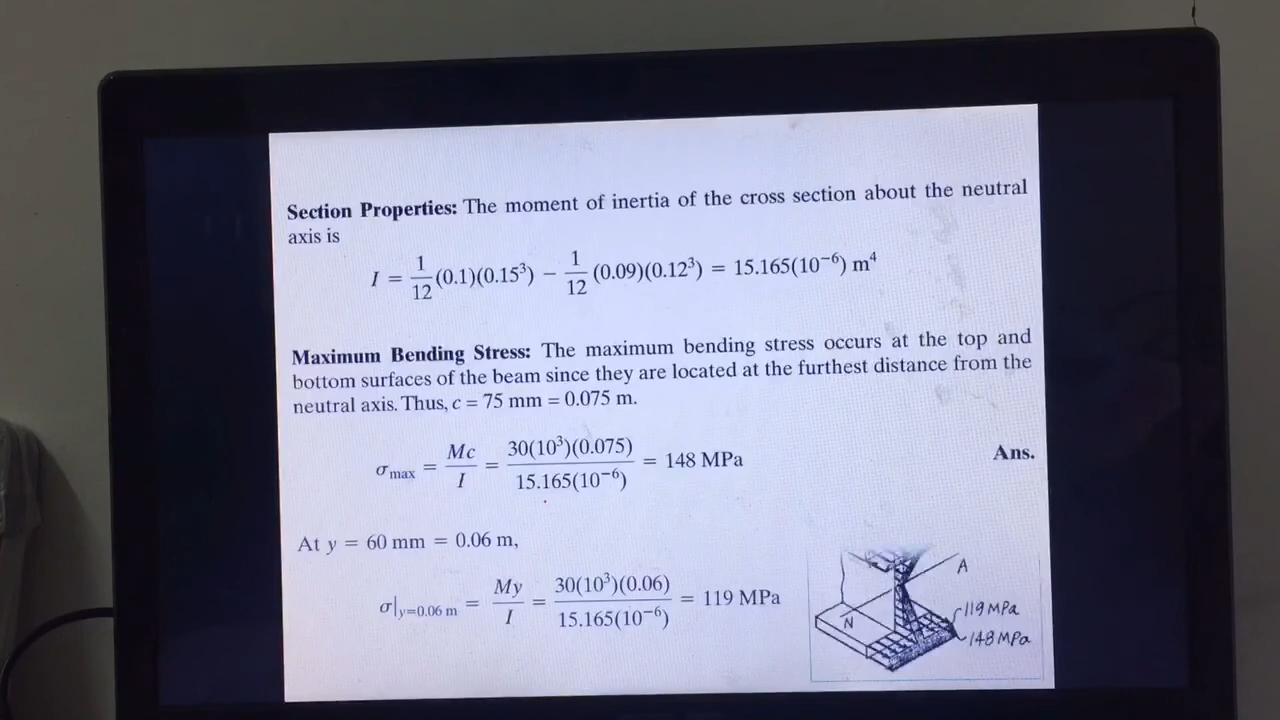 Section Properties: The moment of inertia of the cross section about the neutral
axis is
I = 1/12 (0.1)(0.15³) − 1/12 (0.09)(0.12³) = 15.165(10⁻⁶) m⁴
Maximum Bending Stress: The maximum bending stress occurs at the top and
bottom surfaces of the beam since they are located at the furthest distance from the
neutral axis. Thus, c = 75 mm = 0.075 m.
σmax = Mc/I = 30(10³)(0.075)/15.165(10⁻⁶) = 148 MPa Ans.
At y = 60 mm = 0.06 m,
σ|y=0.06 m = My/I = 30(10³)(0.06)/15.165(10⁻⁶) = 119 MPa
A
N
119 MPa
148 MPa